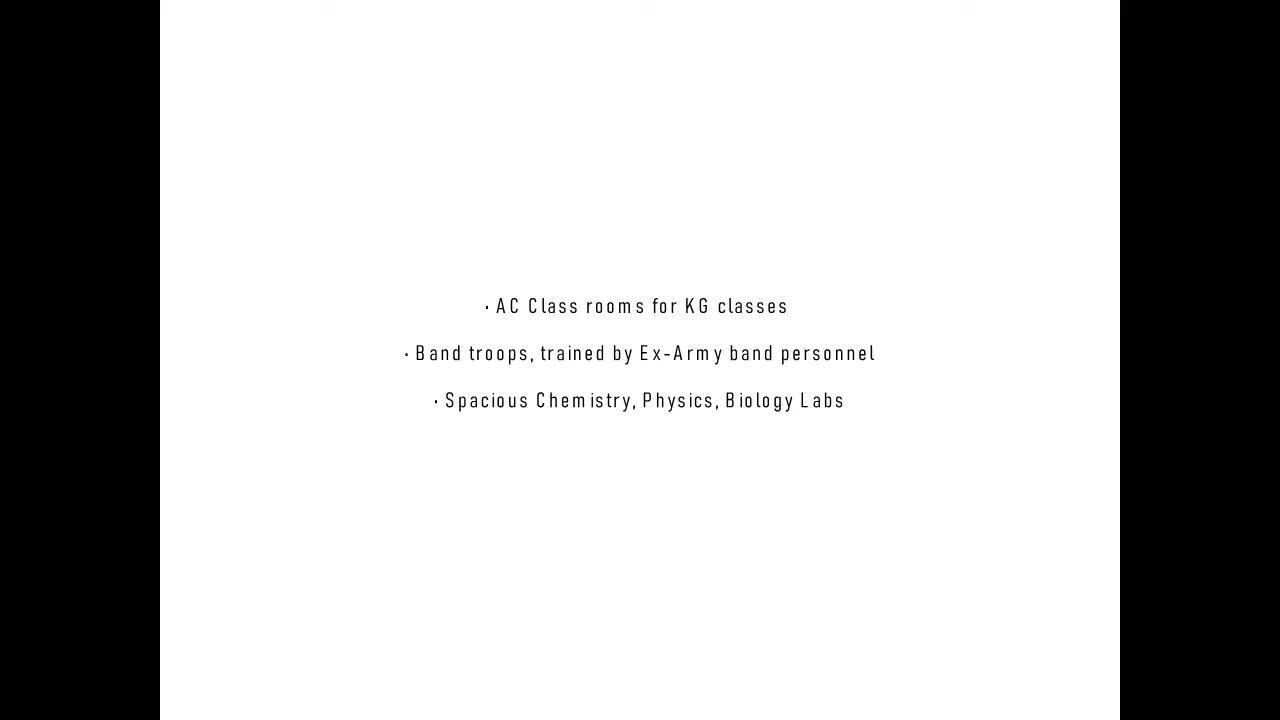 · AC Class rooms for KG classes
· Band troops, trained by Ex-Army band personnel
· Spacious Chemistry, Physics, Biology Labs